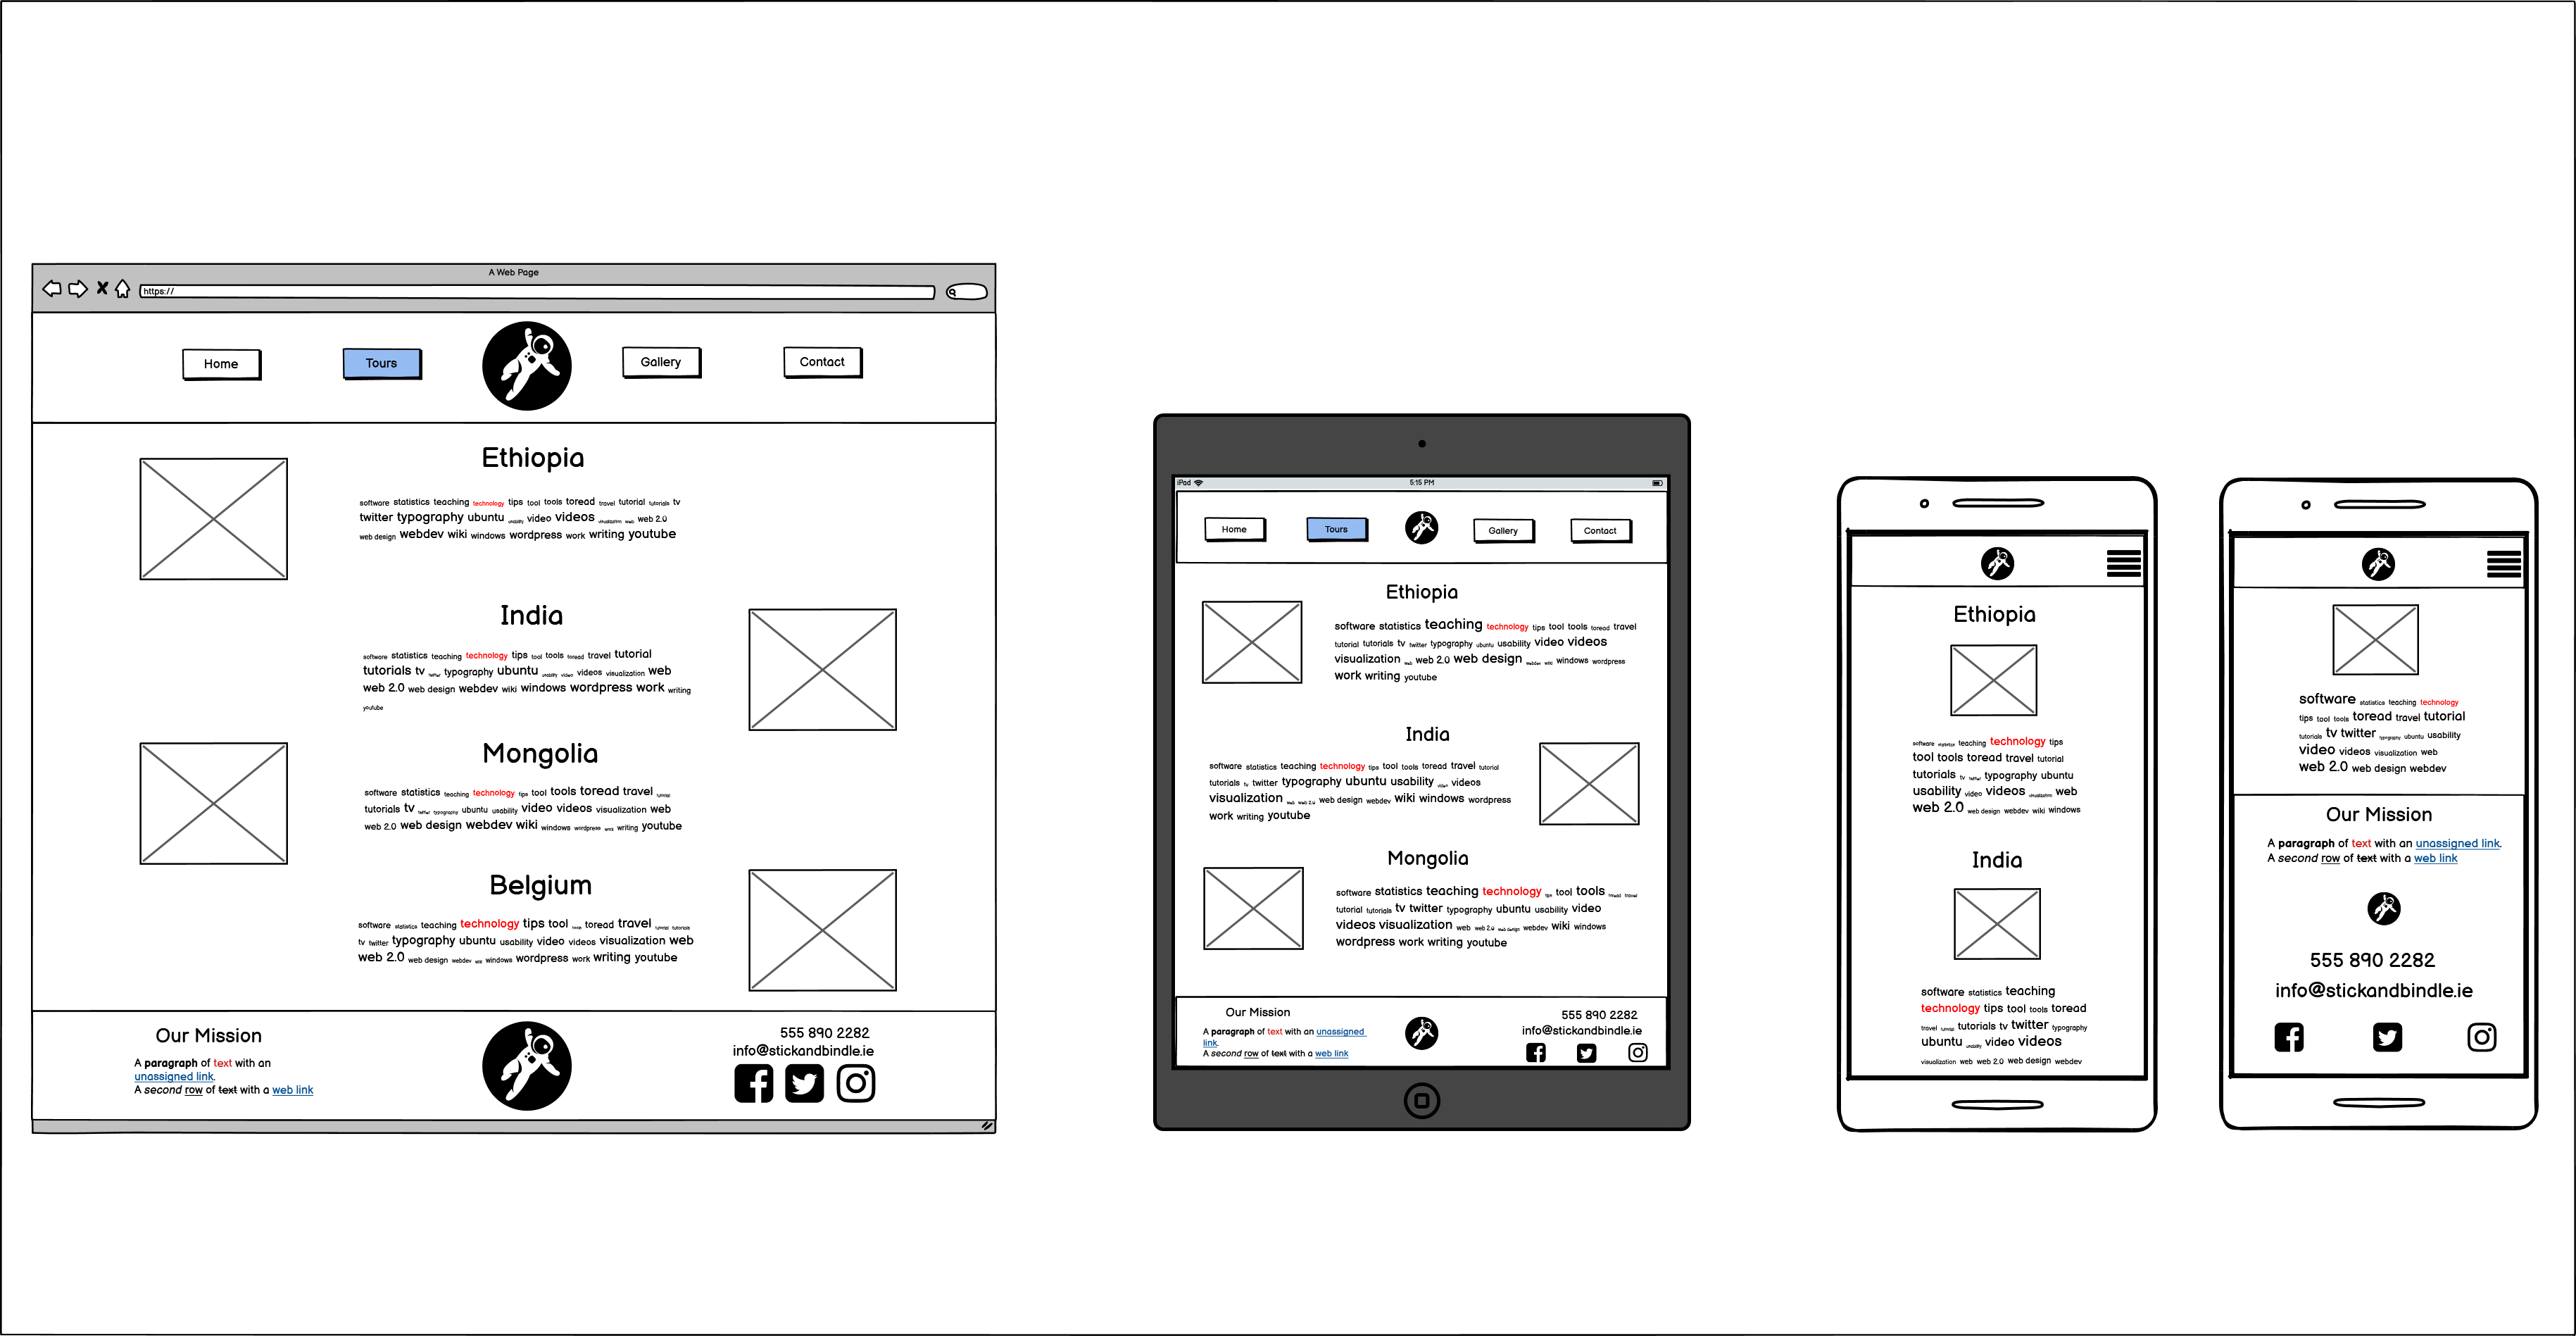 A Web Page
https://
Home
Tours
Gallery
Contact
Ethiopia
software statistics teaching technology tips tool tools toread travel tutorial tutorials tv
twitter typography ubuntu usability video videos visualization web web 2.0
web design webdev wiki windows wordpress work writing youtube
India
software statistics teaching technology tips tool tools toread travel tutorial
tutorials tv twitter typography ubuntu usability video videos visualization web
web 2.0 web design webdev wiki windows wordpress work writing
youtube
Mongolia
software statistics teaching technology tips tool tools toread travel tutorial
tutorials tv twitter typography ubuntu usability video videos visualization web
web 2.0 web design webdev wiki windows wordpress work writing youtube
Belgium
software statistics teaching technology tips tool tools toread travel tutorial tutorials
tv twitter typography ubuntu usability video videos visualization web
web 2.0 web design webdev wiki windows wordpress work writing youtube
Our Mission
A paragraph of text with an
unassigned link.
A second row of text with a web link
555 890 2282
info@stickandbindle.ie
iPad
5:15 PM
Home
Tours
Gallery
Contact
Ethiopia
software statistics teaching technology tips tool tools toread travel
tutorial tutorials tv twitter typography ubuntu usability video videos
visualization web web 2.0 web design webdev wiki windows wordpress
work writing youtube
India
software statistics teaching technology tips tool tools toread travel tutorial
tutorials tv twitter typography ubuntu usability video videos
visualization web web 2.0 web design webdev wiki windows wordpress
work writing youtube
Mongolia
software statistics teaching technology tips tool tools toread travel
tutorial tutorials tv twitter typography ubuntu usability video
videos visualization web web 2.0 web design webdev wiki windows
wordpress work writing youtube
Our Mission
A paragraph of text with an unassigned
link.
A second row of text with a web link
555 890 2282
info@stickandbindle.ie
Ethiopia
software statistics teaching technology tips
tool tools toread travel tutorial
tutorials tv twitter typography ubuntu
usability video videos visualization web
web 2.0 web design webdev wiki windows
India
software statistics teaching
technology tips tool tools toread
travel tutorial tutorials tv twitter typography
ubuntu usability video videos
visualization web web 2.0 web design webdev
software statistics teaching technology
tips tool tools toread travel tutorial
tutorials tv twitter typography ubuntu usability
video videos visualization web
web 2.0 web design webdev
Our Mission
A paragraph of text with an unassigned link.
A second row of text with a web link
555 890 2282
info@stickandbindle.ie